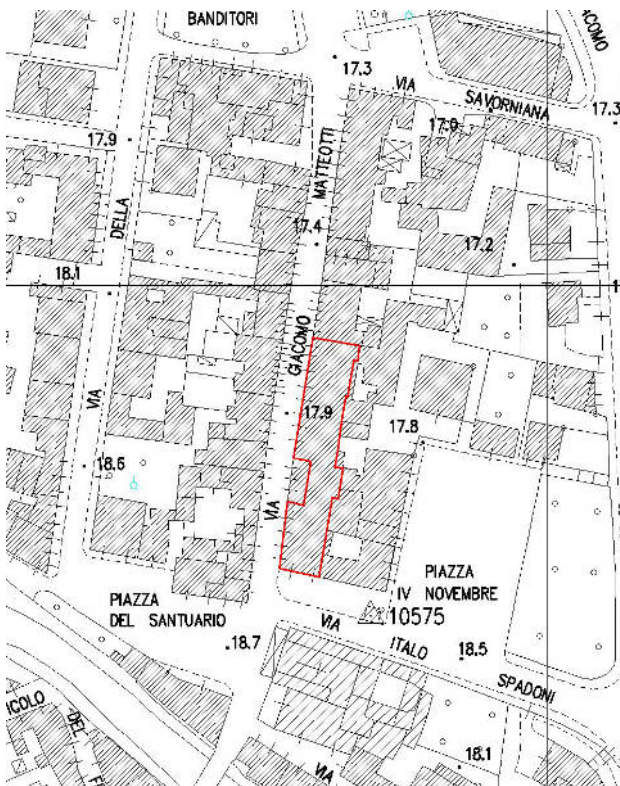 BANDITORI
GIACOMO
17.3
VIA
SAVORNIANA
17.3
17.0
17.9
MATTEOTTI
DELLA
17.4
17.2
18.1
GIACOMO
VIA
17.9
17.8
18.6
VIA
PIAZZA
IV NOVEMBRE
10575
PIAZZA
DEL SANTUARIO
VIA
ITALO
SPADONI
18.7
18.5
DEL
18.1
VIA